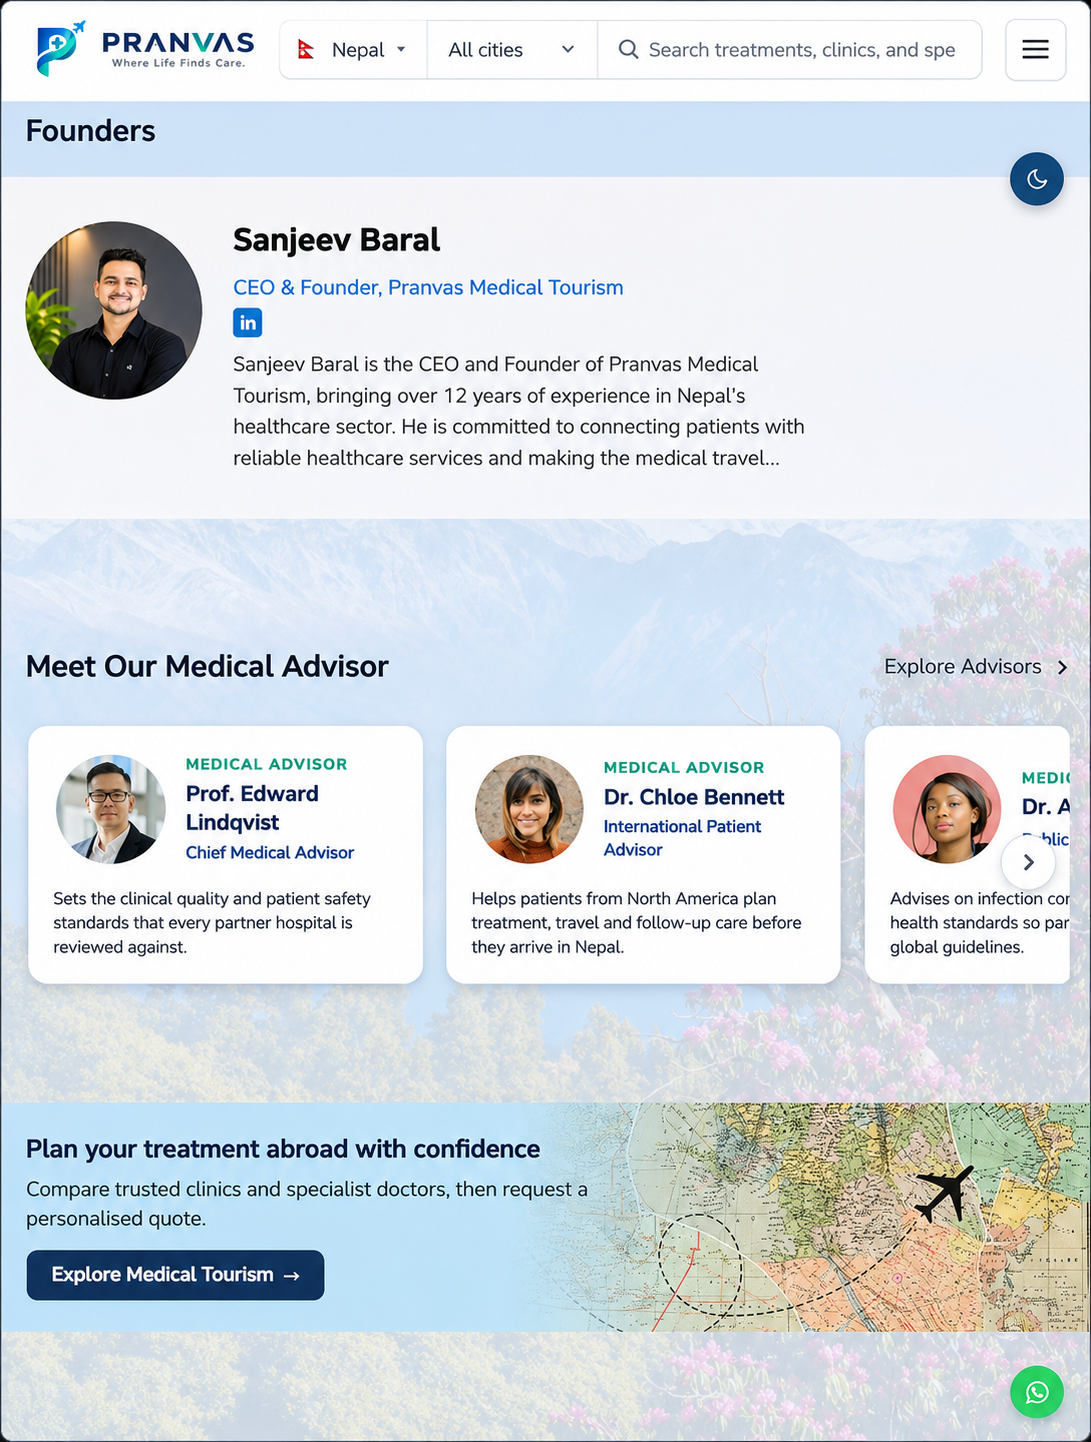 PRANVAS
Where Life Finds Care.
Nepal
All cities
Search treatments, clinics, and spe
Founders
Sanjeev Baral
CEO & Founder, Pranvas Medical Tourism
in
Sanjeev Baral is the CEO and Founder of Pranvas Medical
Tourism, bringing over 12 years of experience in Nepal's
healthcare sector. He is committed to connecting patients with
reliable healthcare services and making the medical travel...
Meet Our Medical Advisor
Explore Advisors
MEDICAL ADVISOR
Prof. Edward
Lindqvist
Chief Medical Advisor
Sets the clinical quality and patient safety
standards that every partner hospital is
reviewed against.
MEDICAL ADVISOR
Dr. Chloe Bennett
International Patient
Advisor
Helps patients from North America plan
treatment, travel and follow-up care before
they arrive in Nepal.
MEDIC
Dr. A
Advises on infection cor
health standards so par
global guidelines.
Plan your treatment abroad with confidence
Compare trusted clinics and specialist doctors, then request a
personalised quote.
Explore Medical Tourism →